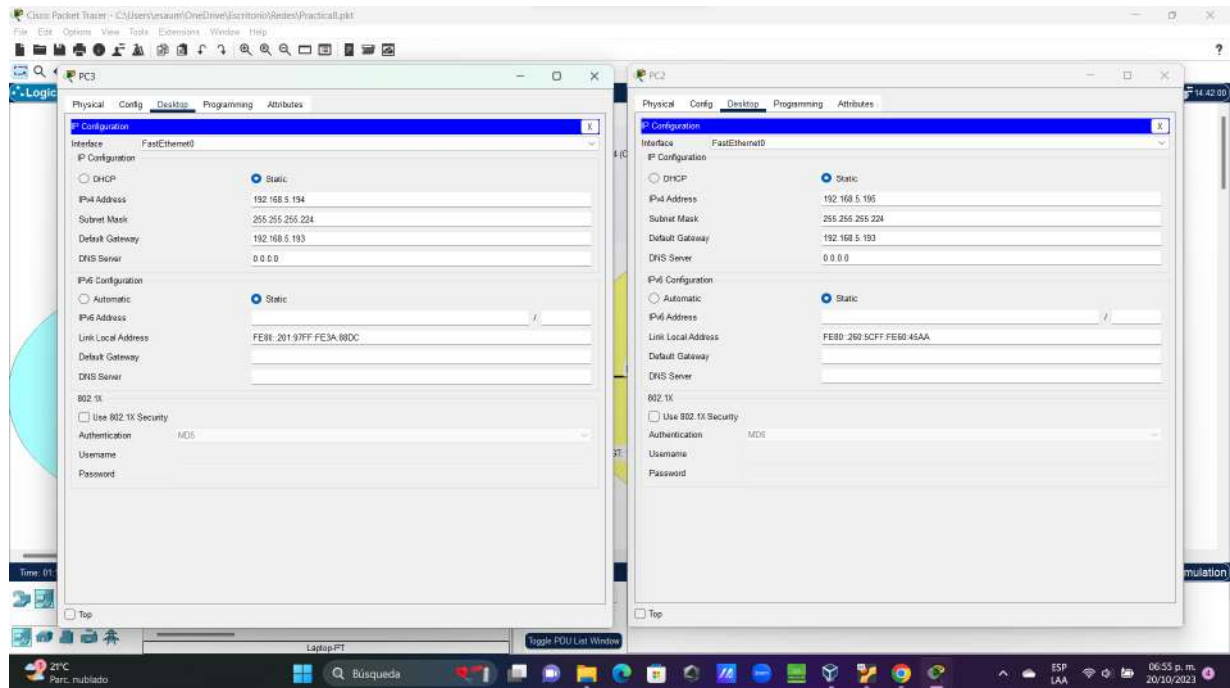 Cisco Packet Tracer - C:\Users\esaum\OneDrive\Escritorio\Redes\Practica8.pkt
File Edit Options View Tools Extensions Window Help
?
Logic
14:42:00
PC3
Physical Config Desktop Programming Attributes
IP Configuration X
Interface FastEthernet0
IP Configuration
DHCP Static
IPv4 Address 192.168.5.194
Subnet Mask 255.255.255.224
Default Gateway 192.168.5.193
DNS Server 0.0.0.0
IPv6 Configuration
Automatic Static
IPv6 Address /
Link Local Address FE80::201:97FF:FE3A:88DC
Default Gateway
DNS Server
802.1X
Use 802.1X Security
Authentication MD5
Username
Password
Top
PC2
Physical Config Desktop Programming Attributes
IP Configuration X
Interface FastEthernet0
IP Configuration
DHCP Static
IPv4 Address 192.168.5.195
Subnet Mask 255.255.255.224
Default Gateway 192.168.5.193
DNS Server 0.0.0.0
IPv6 Configuration
Automatic Static
IPv6 Address /
Link Local Address FE80::260:5CFF:FE60:45AA
Default Gateway
DNS Server
802.1X
Use 802.1X Security
Authentication MD5
Username
Password
Top
Time: 01:
mulation
Toggle PDU List Window
Laptop-PT
21°C
Parc. nublado
Búsqueda
ESP
LAA
06:55 p. m.
20/10/2023